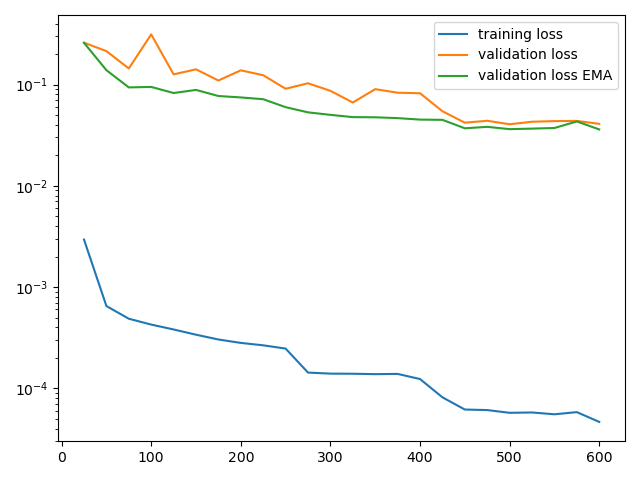 training loss
validation loss
validation loss EMA
10⁻¹
10⁻²
10⁻³
10⁻⁴
0 100 200 300 400 500 600